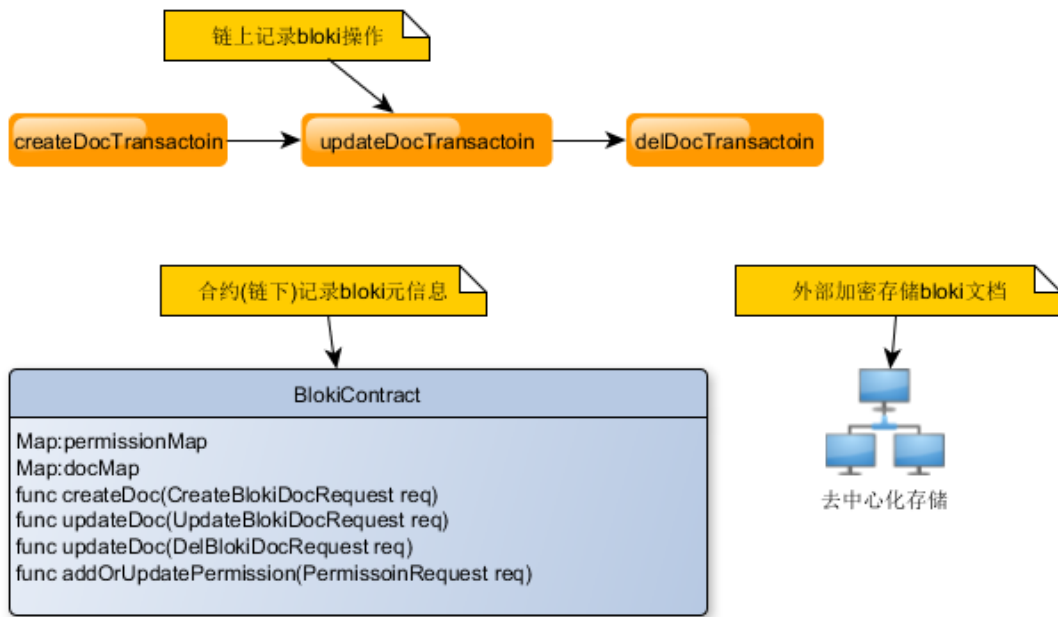 链上记录bloki操作
createDocTransactoin
updateDocTransactoin
delDocTransactoin
合约(链下)记录bloki元信息
外部加密存储bloki文档
BlokiContract
Map:permissionMap
Map:docMap
func createDoc(CreateBlokiDocRequest req)
func updateDoc(UpdateBlokiDocRequest req)
func updateDoc(DelBlokiDocRequest req)
func addOrUpdatePermission(PermissoinRequest req)
去中心化存储